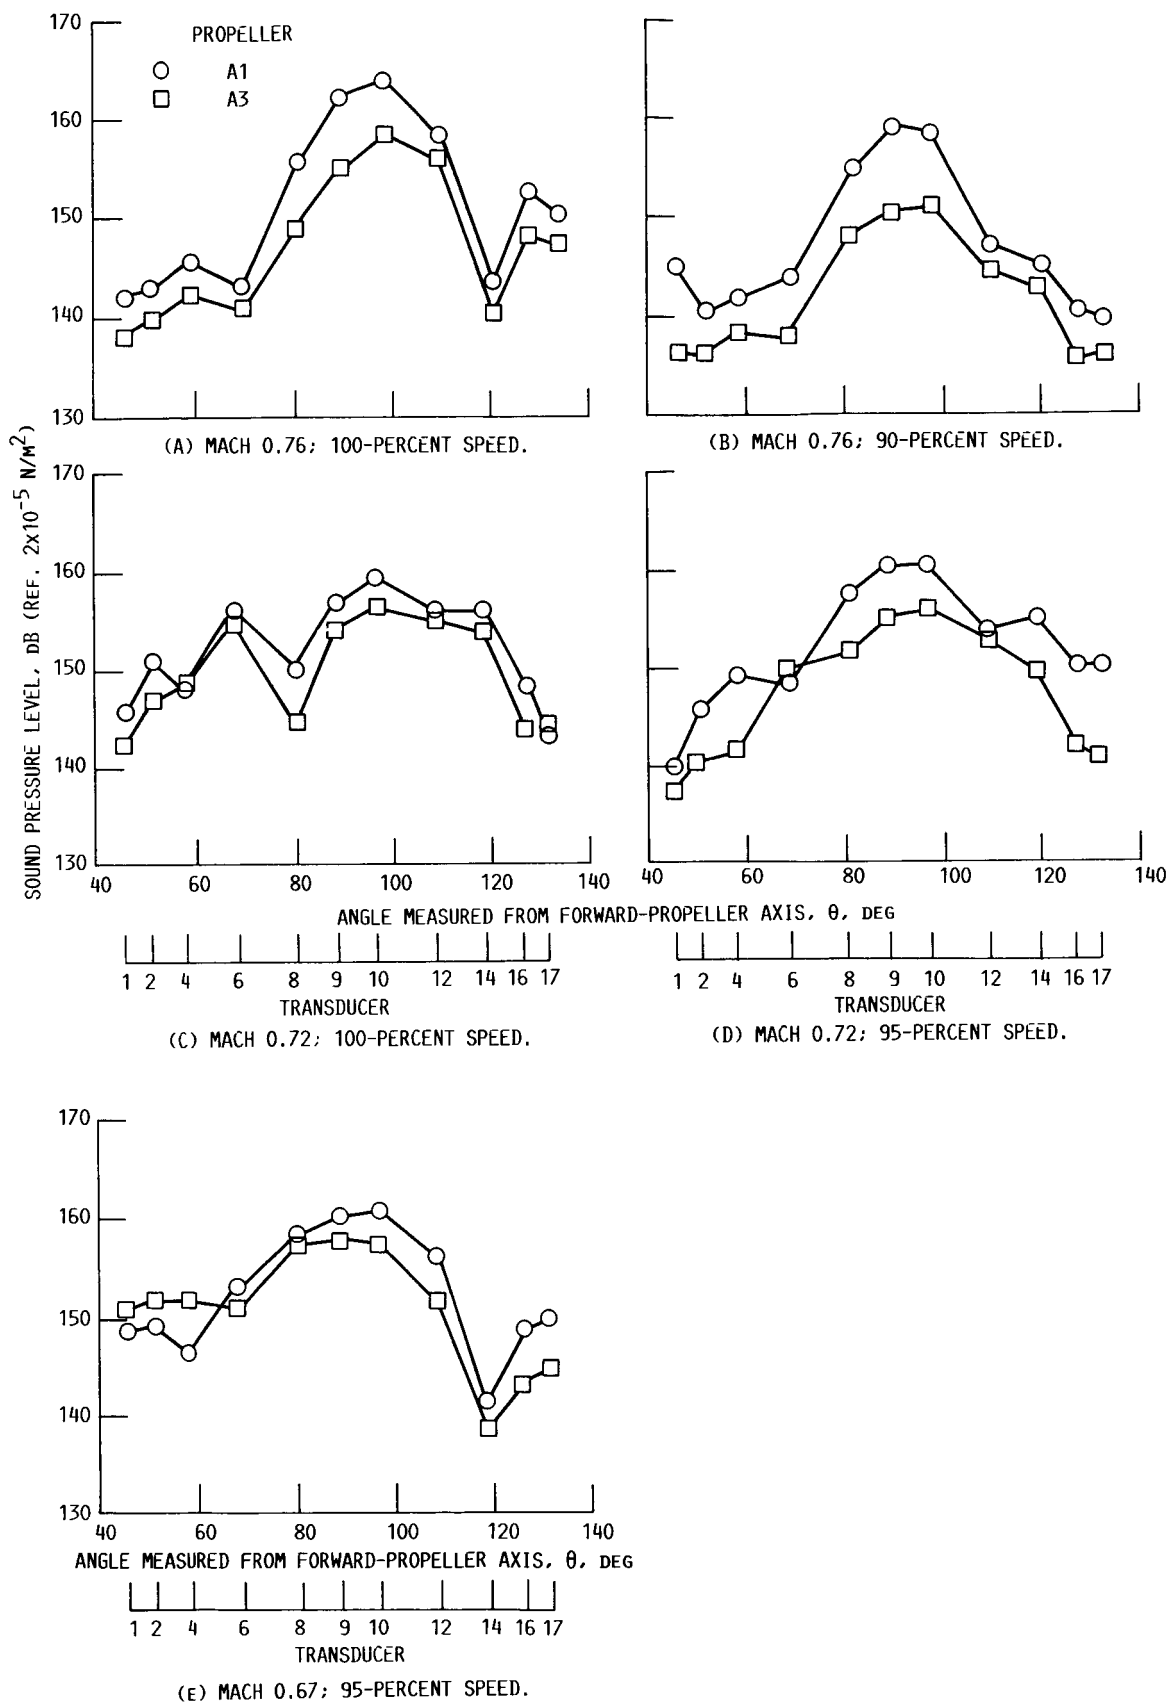 170
160
150
140
130
PROPELLER
A1
A3
(A) MACH 0.76; 100-PERCENT SPEED.
(B) MACH 0.76; 90-PERCENT SPEED.
SOUND PRESSURE LEVEL, DB (REF. 2x10-5 N/M2)
170
160
150
140
130
40 60 80 100 120 140
40 60 80 100 120 140
ANGLE MEASURED FROM FORWARD-PROPELLER AXIS, θ, DEG
1 2 4 6 8 9 10 12 14 16 17
TRANSDUCER
(C) MACH 0.72; 100-PERCENT SPEED.
1 2 4 6 8 9 10 12 14 16 17
TRANSDUCER
(D) MACH 0.72; 95-PERCENT SPEED.
170
160
150
140
130
40 60 80 100 120 140
ANGLE MEASURED FROM FORWARD-PROPELLER AXIS, θ, DEG
1 2 4 6 8 9 10 12 14 16 17
TRANSDUCER
(E) MACH 0.67; 95-PERCENT SPEED.